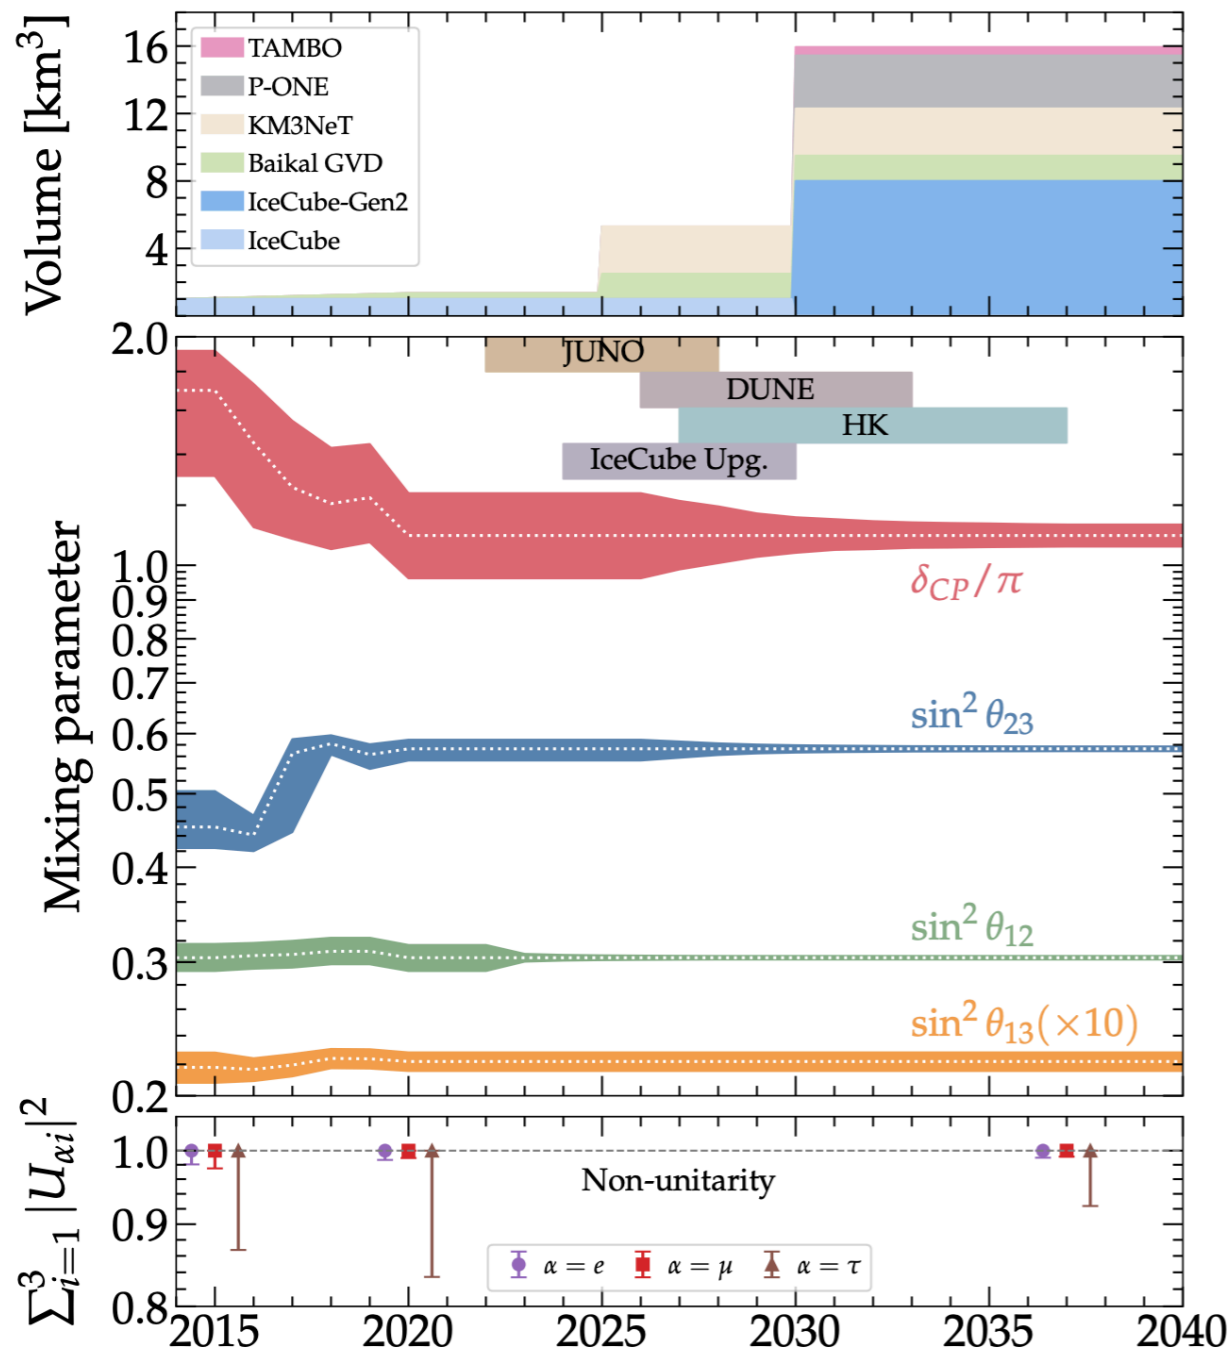 Volume [km³]
16
12
8
4
TAMBO
P-ONE
KM3NeT
Baikal GVD
IceCube-Gen2
IceCube
Mixing parameter
2.0
1.0
0.9
0.8
0.7
0.6
0.5
0.4
0.3
0.2
JUNO
DUNE
HK
IceCube Upg.
δCP/π
sin² θ23
sin² θ12
sin² θ13(×10)
Σ³i=1 |Uαi|²
1.0
0.9
0.8
Non-unitarity
α = e α = μ α = τ
2015 2020 2025 2030 2035 2040